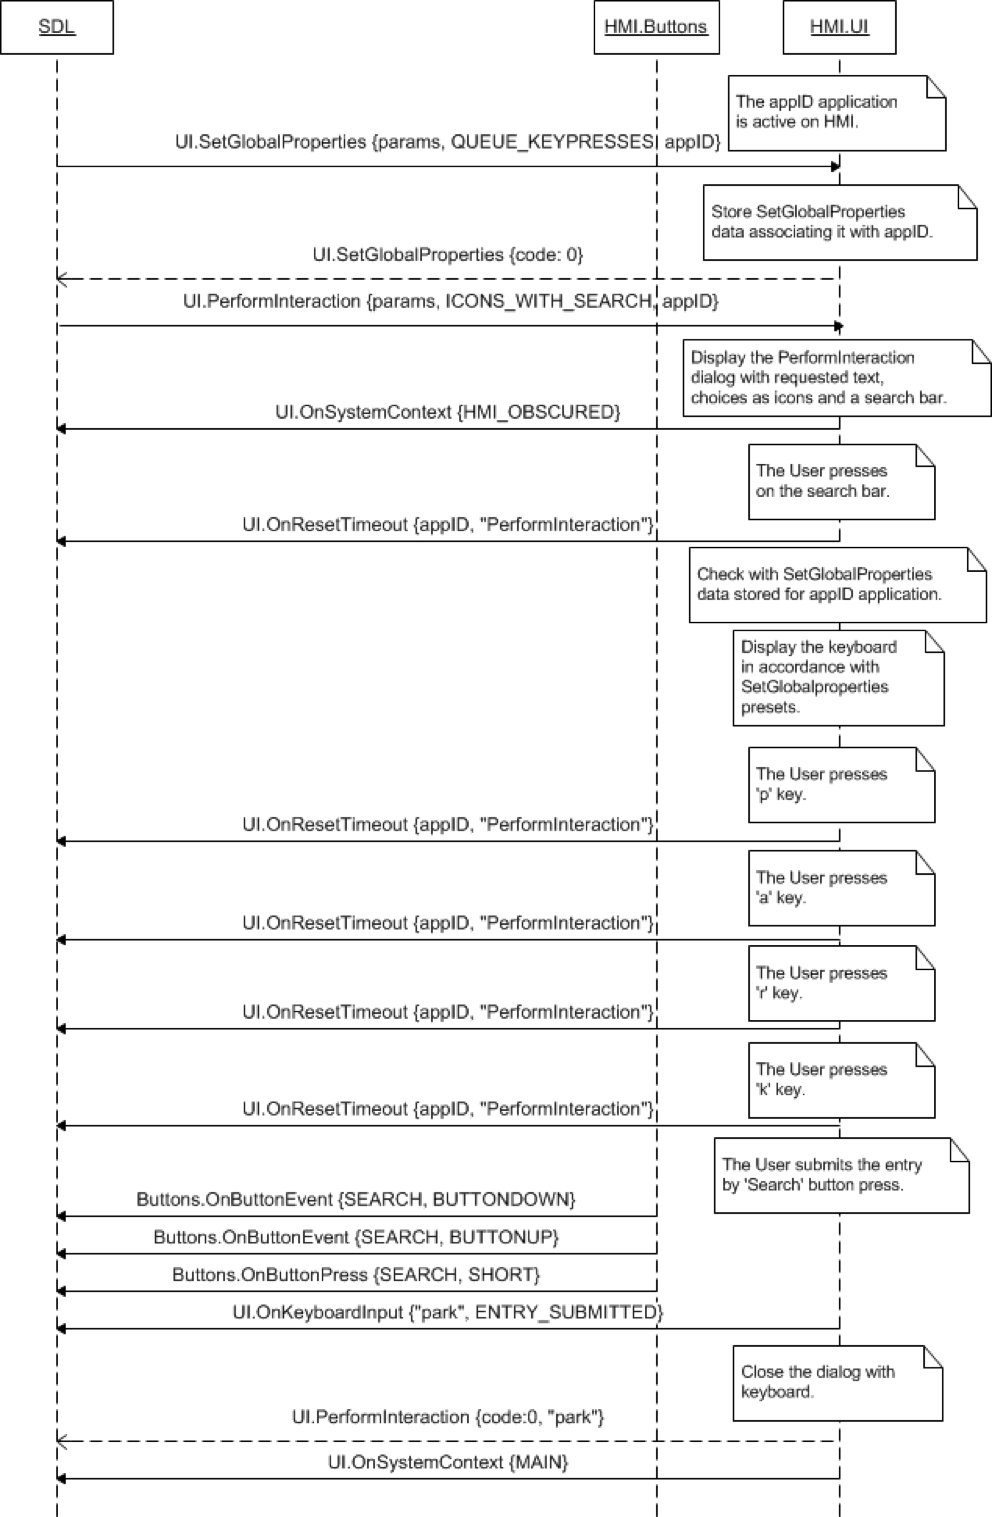 SDL
HMI.Buttons
HMI.UI
The appID application
is active on HMI.
UI.SetGlobalProperties {params, QUEUE_KEYPRESSES, appID}
Store SetGlobalProperties
data associating it with appID.
UI.SetGlobalProperties {code: 0}
UI.PerformInteraction {params, ICONS_WITH_SEARCH, appID}
Display the PerformInteraction
dialog with requested text,
choices as icons and a search bar.
UI.OnSystemContext {HMI_OBSCURED}
The User presses
on the search bar.
UI.OnResetTimeout {appID, "PerformInteraction"}
Check with SetGlobalProperties
data stored for appID application.
Display the keyboard
in accordance with
SetGlobalproperties
presets.
The User presses
'p' key.
UI.OnResetTimeout {appID, "PerformInteraction"}
The User presses
'a' key.
UI.OnResetTimeout {appID, "PerformInteraction"}
The User presses
'r' key.
UI.OnResetTimeout {appID, "PerformInteraction"}
The User presses
'k' key.
UI.OnResetTimeout {appID, "PerformInteraction"}
The User submits the entry
by 'Search' button press.
Buttons.OnButtonEvent {SEARCH, BUTTONDOWN}
Buttons.OnButtonEvent {SEARCH, BUTTONUP}
Buttons.OnButtonPress {SEARCH, SHORT}
UI.OnKeyboardInput {"park", ENTRY_SUBMITTED}
Close the dialog with
keyboard.
UI.PerformInteraction {code:0, "park"}
UI.OnSystemContext {MAIN}